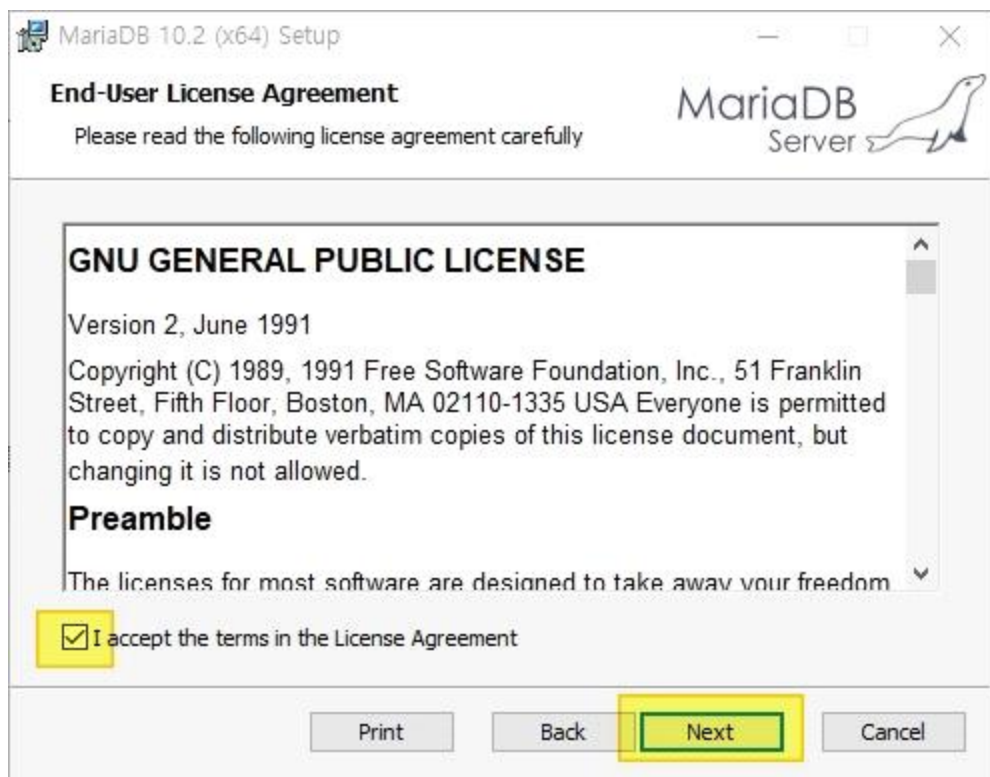 MariaDB 10.2 (x64) Setup
End-User License Agreement
Please read the following license agreement carefully
MariaDB
Server
GNU GENERAL PUBLIC LICENSE
Version 2, June 1991
Copyright (C) 1989, 1991 Free Software Foundation, Inc., 51 Franklin
Street, Fifth Floor, Boston, MA 02110-1335 USA Everyone is permitted
to copy and distribute verbatim copies of this license document, but
changing it is not allowed.
Preamble
The licenses for most software are designed to take away your freedom
I accept the terms in the License Agreement
Print
Back
Next
Cancel